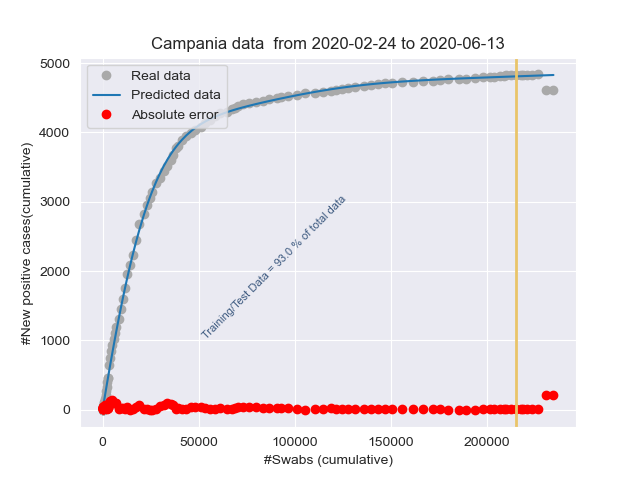 Campania data  from 2020-02-24 to 2020-06-13
5000
4000
3000
2000
1000
0
#New positive cases(cumulative)
Real data
Predicted data
Absolute error
Training/Test Data = 93.0 % of total data
0
50000
100000
150000
200000
#Swabs (cumulative)